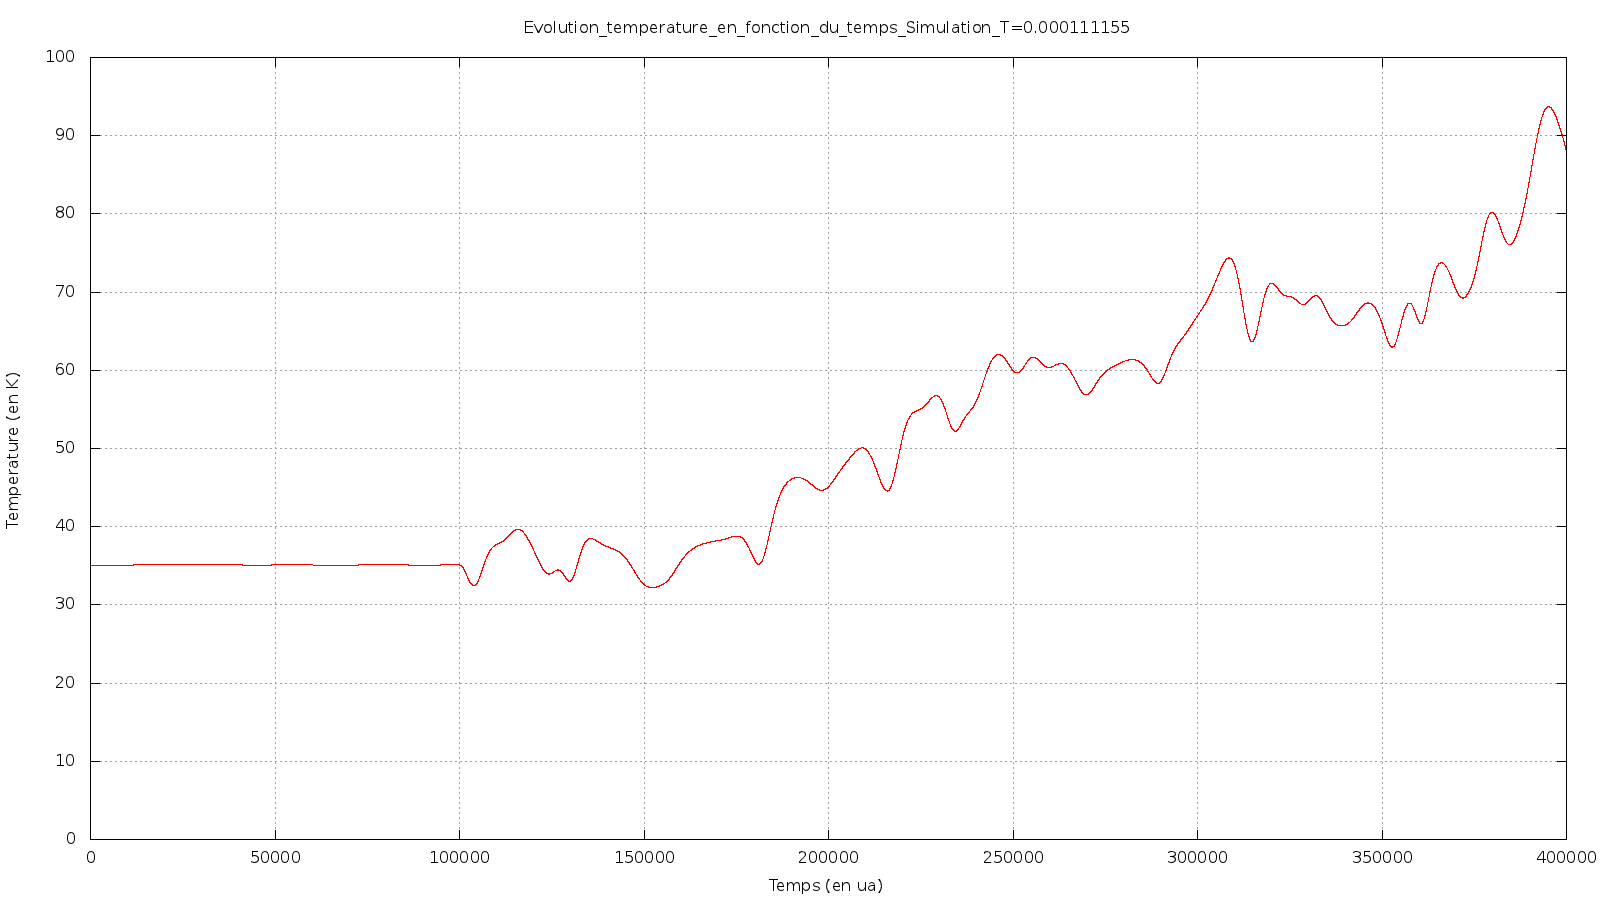 Evolution_temperature_en_fonction_du_temps_Simulation_T=0.000111155
100
90
80
70
60
50
40
30
20
10
0
Temperature (en K)
0 50000 100000 150000 200000 250000 300000 350000 400000
Temps (en ua)